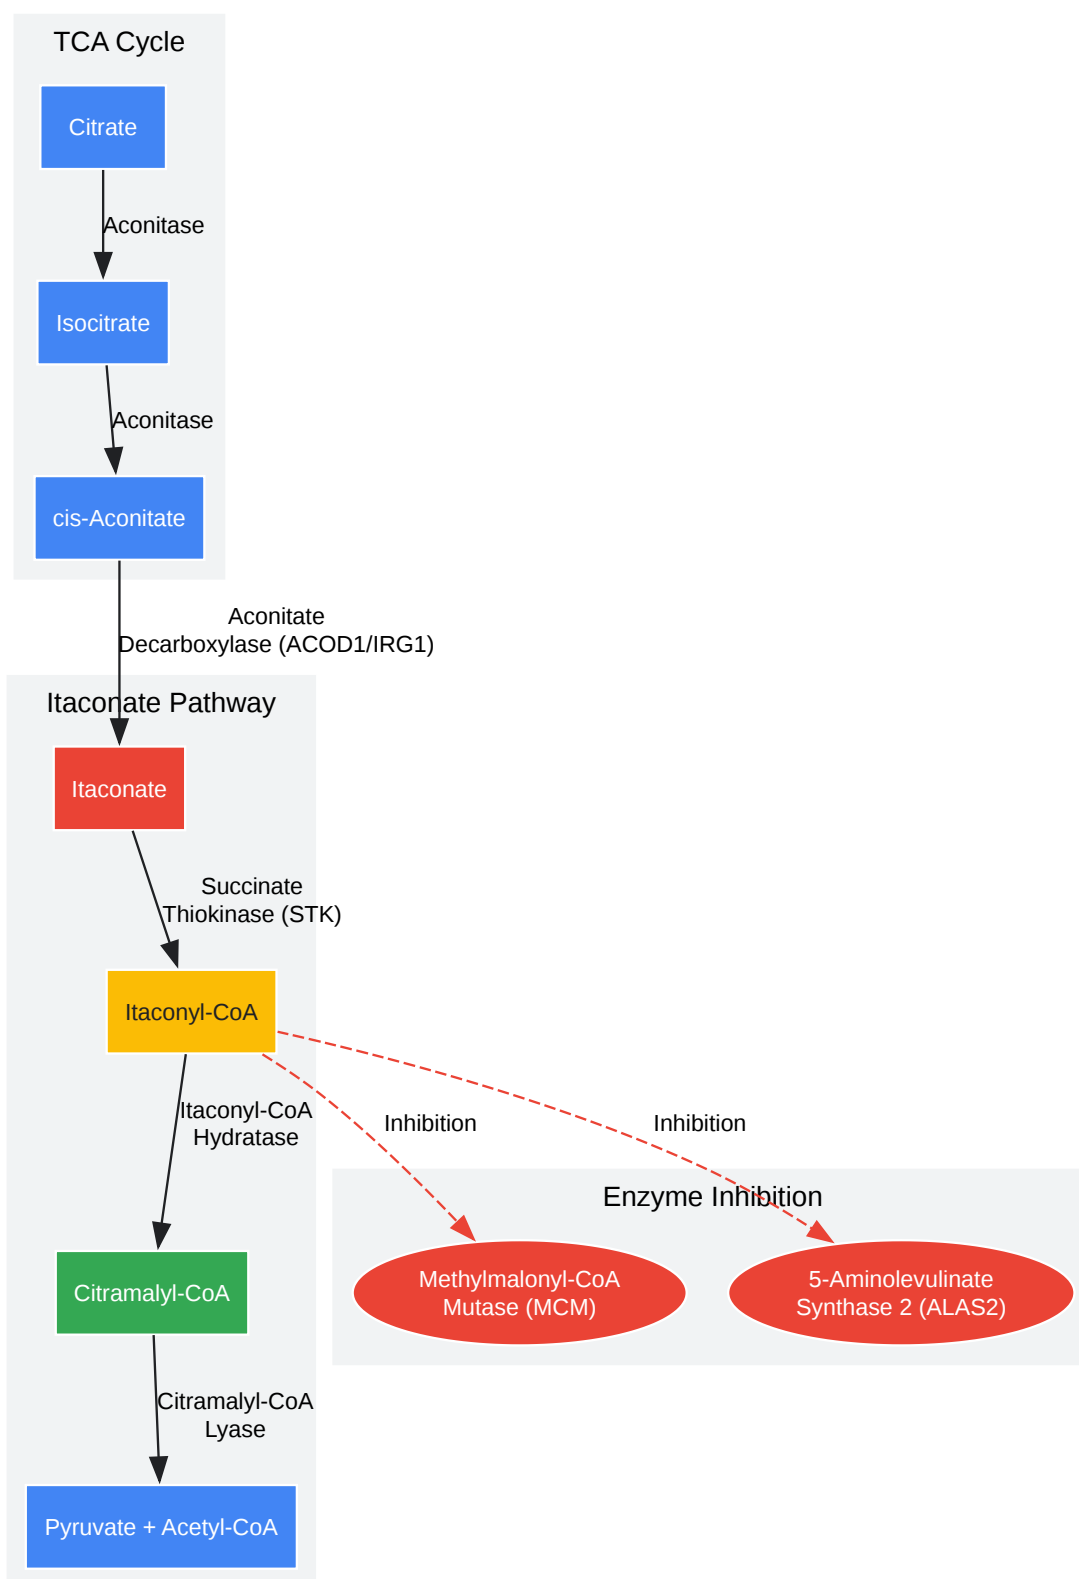 TCA Cycle
Citrate
Aconitase
Isocitrate
Aconitase
cis-Aconitate
Aconitate
Decarboxylase (ACOD1/IRG1)
Itaconate Pathway
Itaconate
Succinate
Thiokinase (STK)
Itaconyl-CoA
Itaconyl-CoA
Hydratase
Inhibition
Inhibition
Enzyme Inhibition
Methylmalonyl-CoA
Mutase (MCM)
5-Aminolevulinate
Synthase 2 (ALAS2)
Citramalyl-CoA
Citramalyl-CoA
Lyase
Pyruvate + Acetyl-CoA